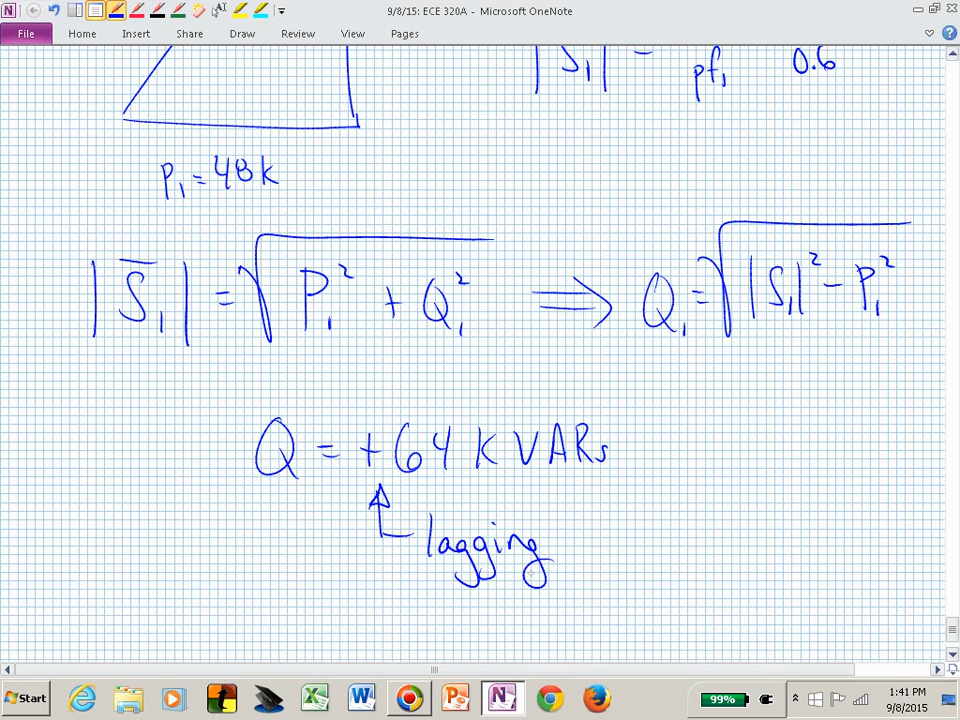 9/8/15: ECE 320A - Microsoft OneNote
File Home Insert Share Draw Review View Pages
|S₁| = pf₁ 0.6
P₁ = 48k
|S̅₁| = √(P₁² + Q₁²) ⟹ Q₁ = √(|S₁|² - P₁²)
Q = +64 k VARs
lagging
Start 99% 1:41 PM
9/8/2015